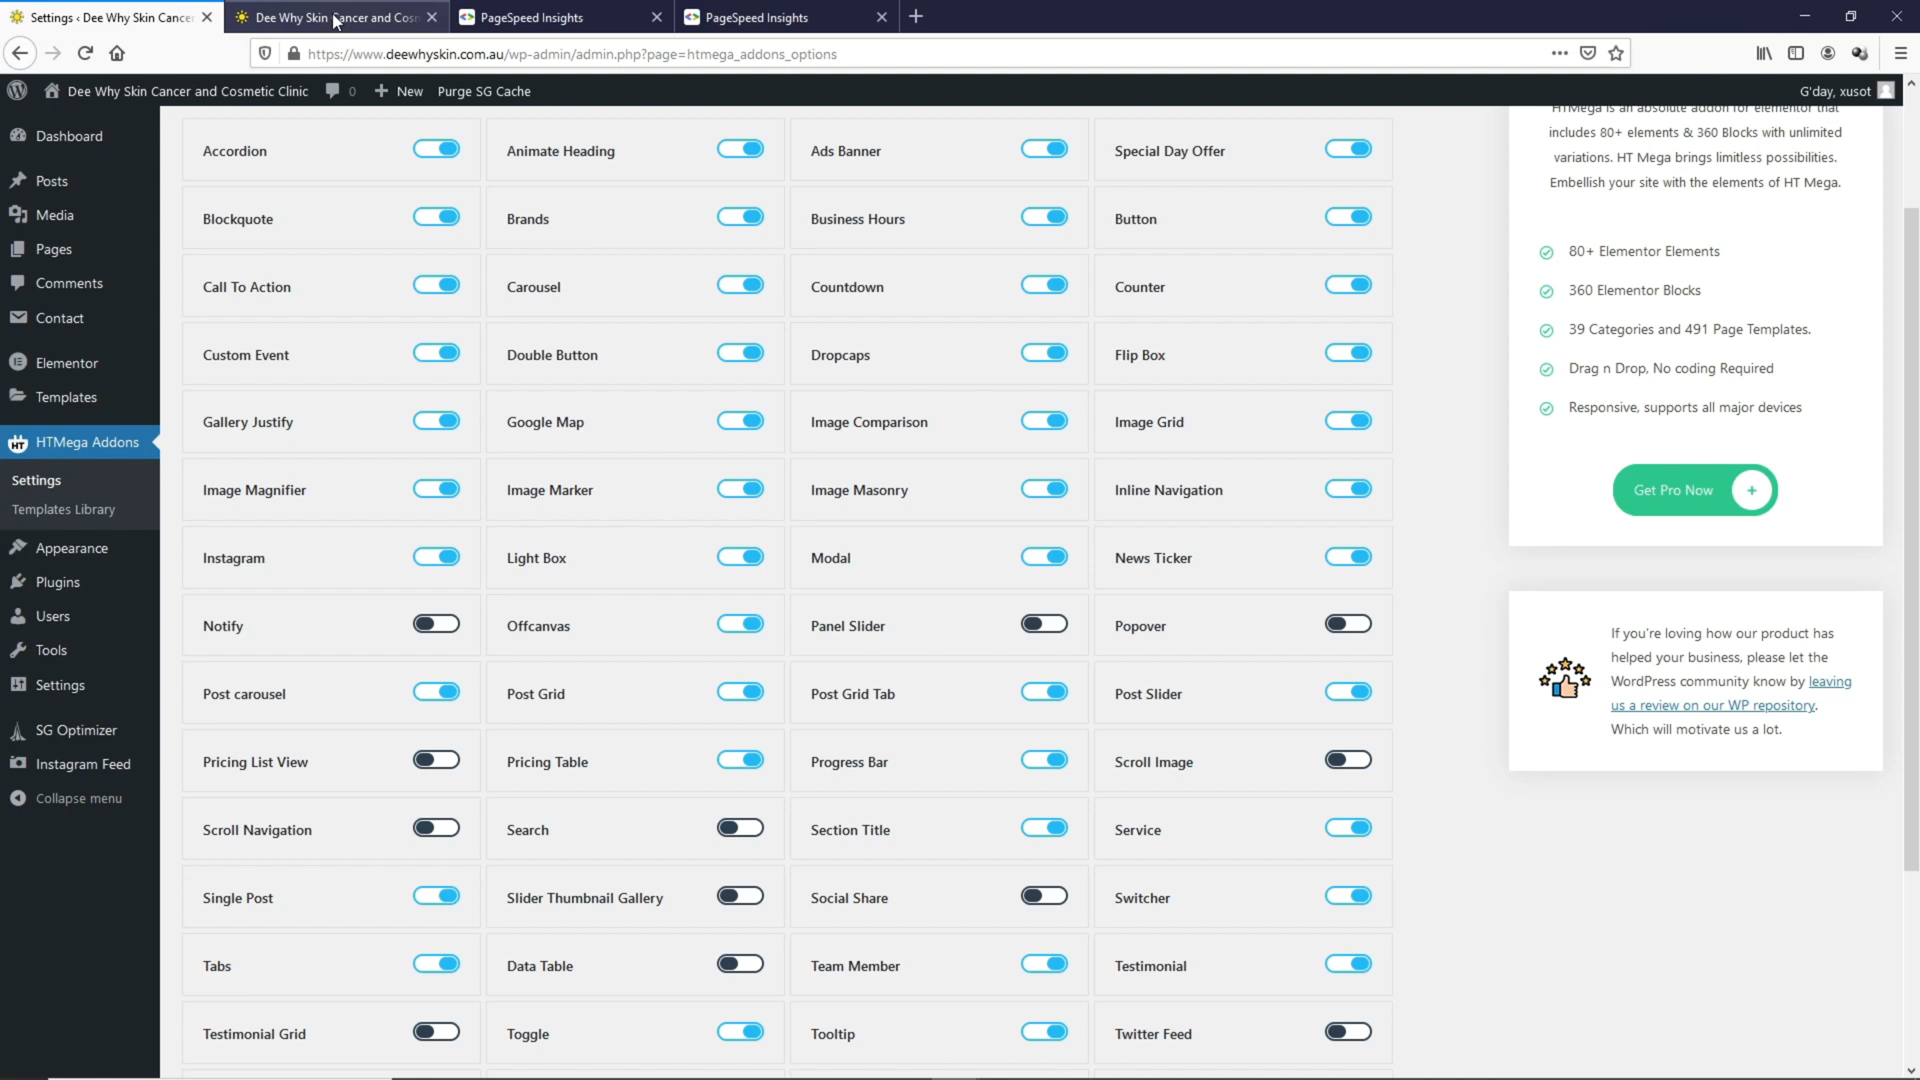 Settings ‹ Dee Why Skin Cancer
Dee Why Skin Cancer and Cosm
PageSpeed Insights
PageSpeed Insights
https://www.deewhyskin.com.au/wp-admin/admin.php?page=htmega_addons_options
Dee Why Skin Cancer and Cosmetic Clinic
0
New
Purge SG Cache
G'day, xusot
Dashboard
Posts
Media
Pages
Comments
Contact
Elementor
Templates
HT
HTMega Addons
Settings
Templates Library
Appearance
Plugins
Users
Tools
Settings
SG Optimizer
Instagram Feed
Collapse menu
Accordion
Animate Heading
Ads Banner
Special Day Offer
Blockquote
Brands
Business Hours
Button
Call To Action
Carousel
Countdown
Counter
Custom Event
Double Button
Dropcaps
Flip Box
Gallery Justify
Google Map
Image Comparison
Image Grid
Image Magnifier
Image Marker
Image Masonry
Inline Navigation
Instagram
Light Box
Modal
News Ticker
Notify
Offcanvas
Panel Slider
Popover
Post carousel
Post Grid
Post Grid Tab
Post Slider
Pricing List View
Pricing Table
Progress Bar
Scroll Image
Scroll Navigation
Search
Section Title
Service
Single Post
Slider Thumbnail Gallery
Social Share
Switcher
Tabs
Data Table
Team Member
Testimonial
Testimonial Grid
Toggle
Tooltip
Twitter Feed
HTMega is an absolute addon for elementor that
includes 80+ elements & 360 Blocks with unlimited
variations. HT Mega brings limitless possibilities.
Embellish your site with the elements of HT Mega.
80+ Elementor Elements
360 Elementor Blocks
39 Categories and 491 Page Templates.
Drag n Drop, No coding Required
Responsive, supports all major devices
Get Pro Now +
If you're loving how our product has
helped your business, please let the
WordPress community know by leaving
us a review on our WP repository.
Which will motivate us a lot.